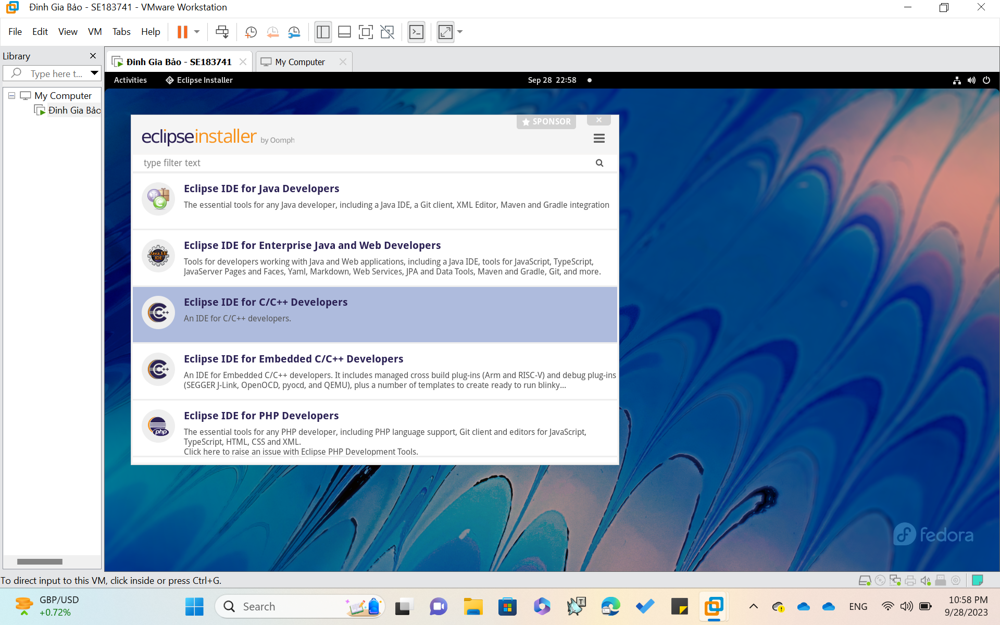 Đinh Gia Bảo - SE183741 - VMware Workstation
File Edit View VM Tabs Help
Library
Type here t...
My Computer
Đinh Gia Bảo
Đinh Gia Bảo - SE183741
My Computer
Activities
Eclipse Installer
Sep 28 22:58
SPONSOR
eclipseinstaller by Oomph
type filter text
Eclipse IDE for Java Developers
The essential tools for any Java developer, including a Java IDE, a Git client, XML Editor, Maven and Gradle integration
Java EE
IDE
Eclipse IDE for Enterprise Java and Web Developers
Tools for developers working with Java and Web applications, including a Java IDE, tools for JavaScript, TypeScript,
JavaServer Pages and Faces, Yaml, Markdown, Web Services, JPA and Data Tools, Maven and Gradle, Git, and more.
C++
Eclipse IDE for C/C++ Developers
An IDE for C/C++ developers.
C++
Eclipse IDE for Embedded C/C++ Developers
An IDE for Embedded C/C++ developers. It includes managed cross build plug-ins (Arm and RISC-V) and debug plug-ins
(SEGGER J-Link, OpenOCD, pyocd, and QEMU), plus a number of templates to create ready to run blinky...
php
Eclipse IDE for PHP Developers
The essential tools for any PHP developer, including PHP language support, Git client and editors for JavaScript,
TypeScript, HTML, CSS and XML.
Click here to raise an issue with Eclipse PHP Development Tools.
fedora
To direct input to this VM, click inside or press Ctrl+G.
GBP/USD
+0.72%
Search
ENG
10:58 PM
9/28/2023